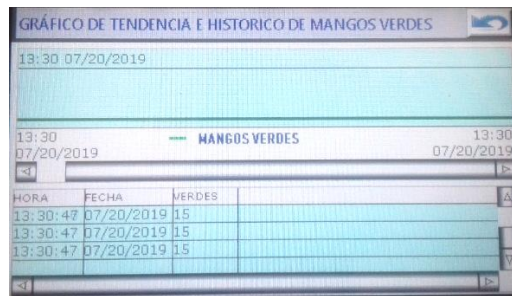 GRÁFICO DE TENDENCIA E HISTORICO DE MANGOS VERDES
13:30 07/20/2019
13:30 MANGOS VERDES 13:30
07/20/2019 07/20/2019
HORA FECHA VERDES
13:30:47 07/20/2019 15
13:30:47 07/20/2019 15
13:30:47 07/20/2019 15